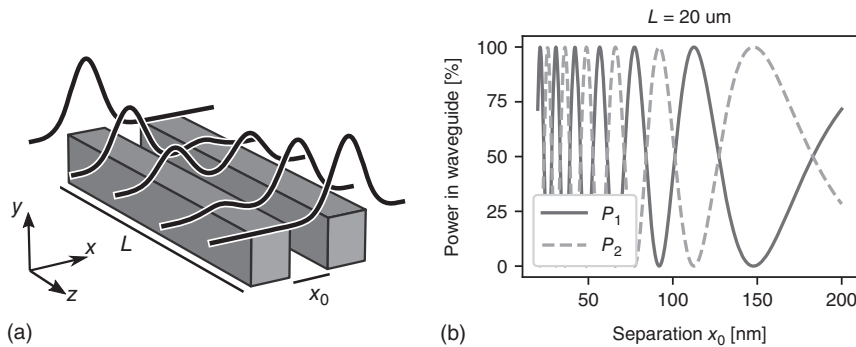 y
x
z
L
x₀
(a)
L = 20 um
Power in waveguide [%]
100
75
50
25
0
P₁
P₂
50
100
150
200
Separation x₀ [nm]
(b)